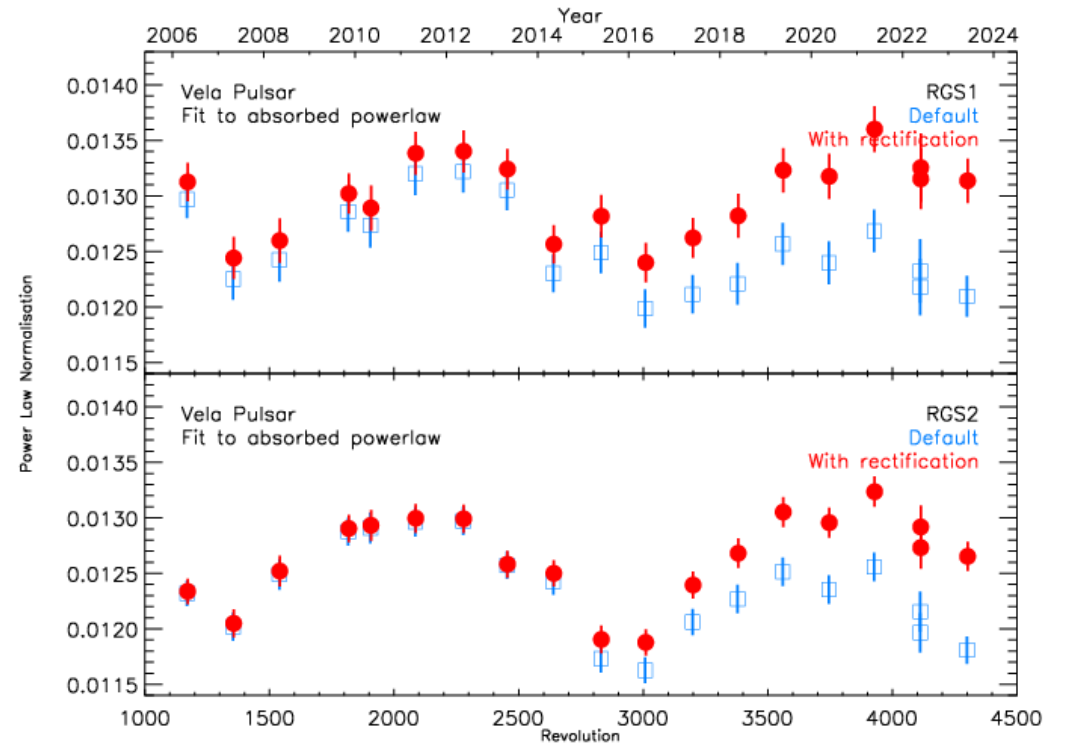 Year
2006 2008 2010 2012 2014 2016 2018 2020 2022 2024
0.0140
0.0135
0.0130
0.0125
0.0120
0.0115
Vela Pulsar
Fit to absorbed powerlaw
RGS1
Default
With rectification
Power Law Normalisation
0.0140
0.0135
0.0130
0.0125
0.0120
0.0115
Vela Pulsar
Fit to absorbed powerlaw
RGS2
Default
With rectification
1000 1500 2000 2500 3000 3500 4000 4500
Revolution